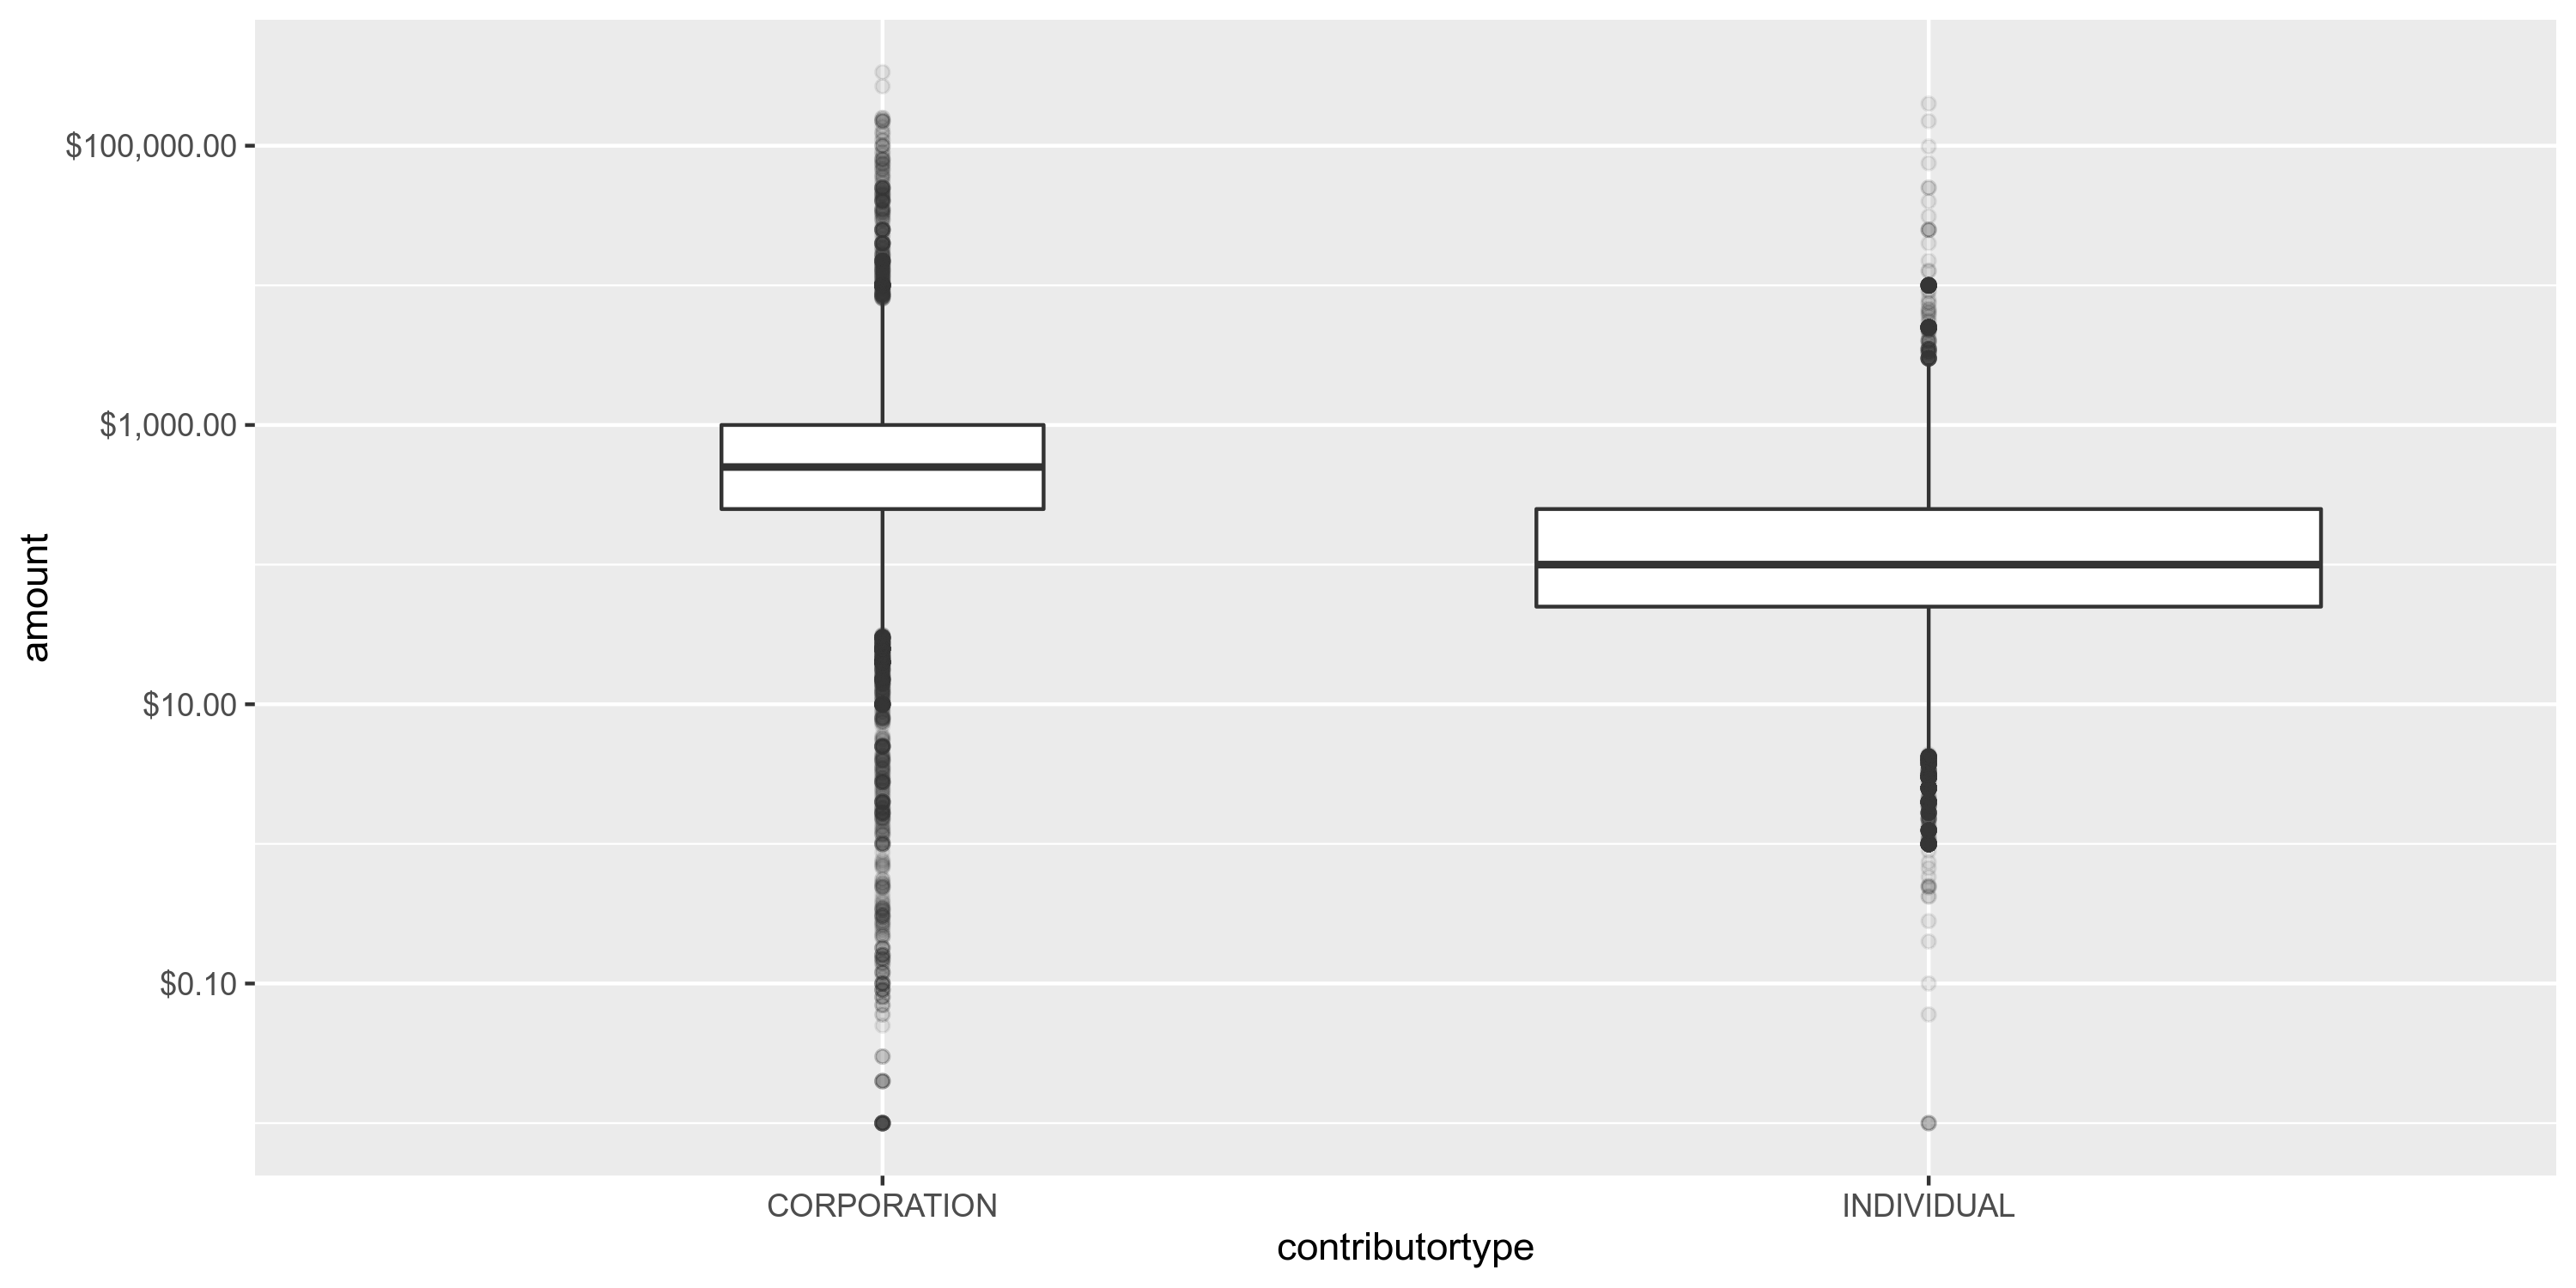 $100,000.00
$1,000.00
$10.00
$0.10
amount
CORPORATION
INDIVIDUAL
contributortype